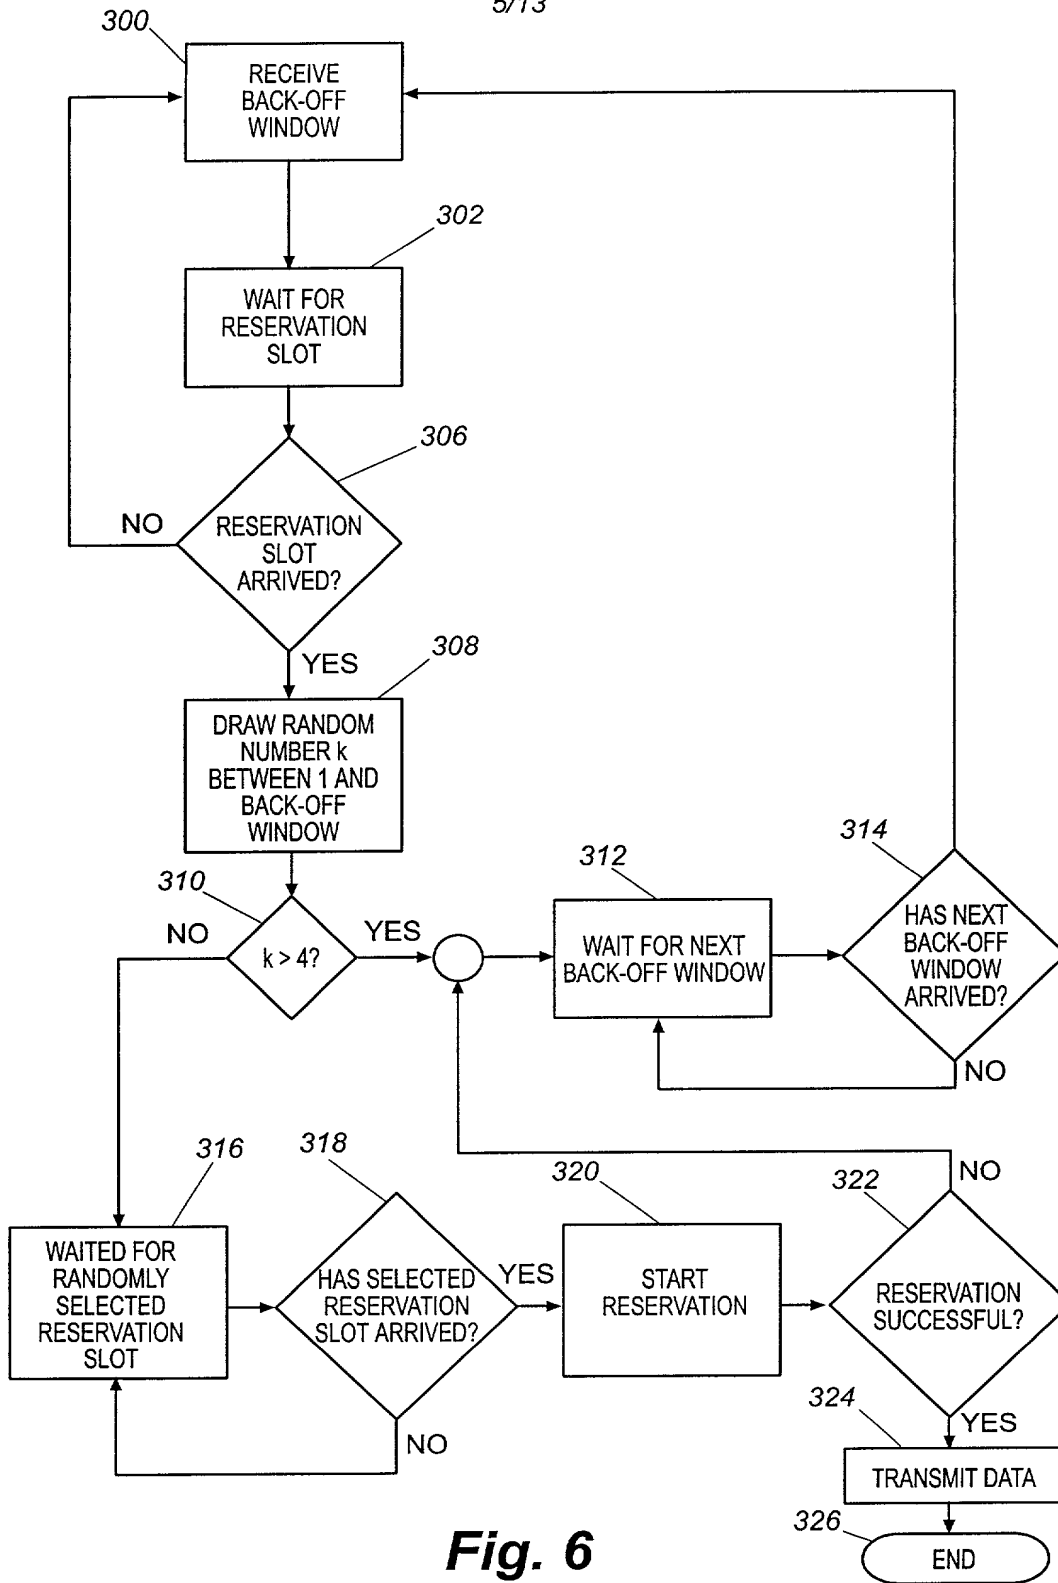 5/13
300
RECEIVE
BACK-OFF
WINDOW
302
WAIT FOR
RESERVATION
SLOT
306
RESERVATION
SLOT
ARRIVED?
NO
YES
308
DRAW RANDOM
NUMBER k
BETWEEN 1 AND
BACK-OFF
WINDOW
310
k > 4?
NO
YES
312
WAIT FOR NEXT
BACK-OFF WINDOW
314
HAS NEXT
BACK-OFF
WINDOW
ARRIVED?
NO
316
WAITED FOR
RANDOMLY
SELECTED
RESERVATION
SLOT
318
HAS SELECTED
RESERVATION
SLOT ARRIVED?
YES
NO
320
START
RESERVATION
322
RESERVATION
SUCCESSFUL?
NO
YES
324
TRANSMIT DATA
326
END
Fig. 6